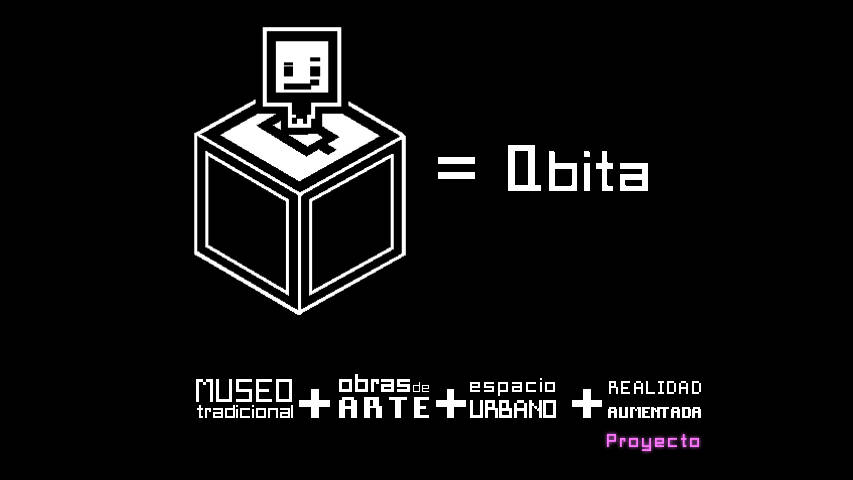 = Qbita
MUSEO + obras de + espacio + REALIDAD
tradicional ARTE URBANO AUMENTADA
Proyecto